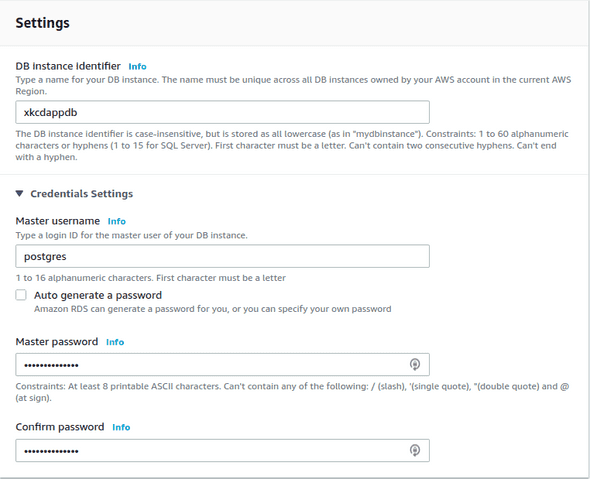 Settings
DB instance identifier Info
Type a name for your DB instance. The name must be unique across all DB instances owned by your AWS account in the current AWS
Region.
xkcdappdb
The DB instance identifier is case-insensitive, but is stored as all lowercase (as in "mydbinstance"). Constraints: 1 to 60 alphanumeric
characters or hyphens (1 to 15 for SQL Server). First character must be a letter. Can't contain two consecutive hyphens. Can't end
with a hyphen.
Credentials Settings
Master username Info
Type a login ID for the master user of your DB instance.
postgres
1 to 16 alphanumeric characters. First character must be a letter
Auto generate a password
Amazon RDS can generate a password for you, or you can specify your own password
Master password Info
••••••••••••••
Constraints: At least 8 printable ASCII characters. Can't contain any of the following: / (slash), '(single quote), "(double quote) and @
(at sign).
Confirm password Info
••••••••••••••